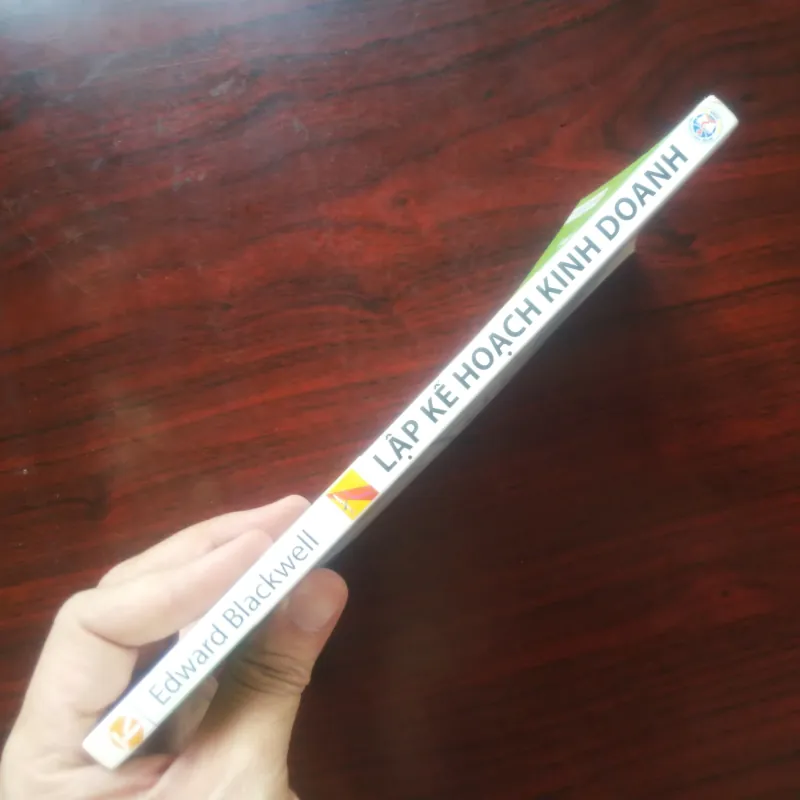 Edward Blackwell
LẬP KẾ HOẠCH KINH DOANH